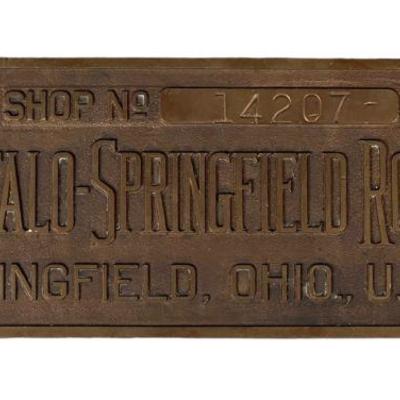 SHOP No 14207-
ALO-SPRINGFIELD RO
INGFIELD, OHIO., U.